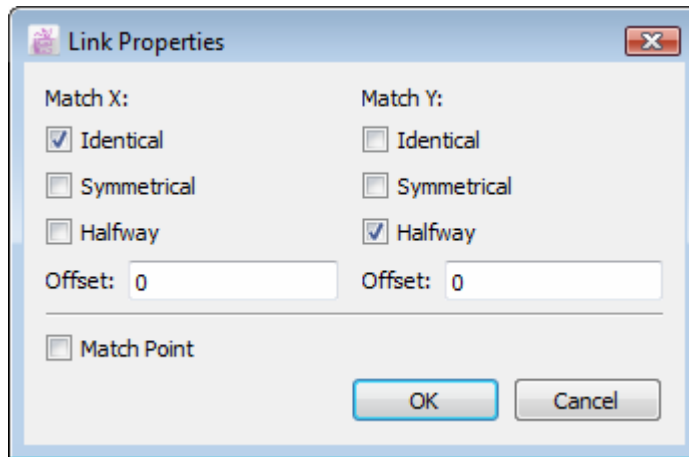 Link Properties
Match X: Match Y:
Identical Identical
Symmetrical Symmetrical
Halfway Halfway
Offset: 0 Offset: 0
Match Point
OK Cancel